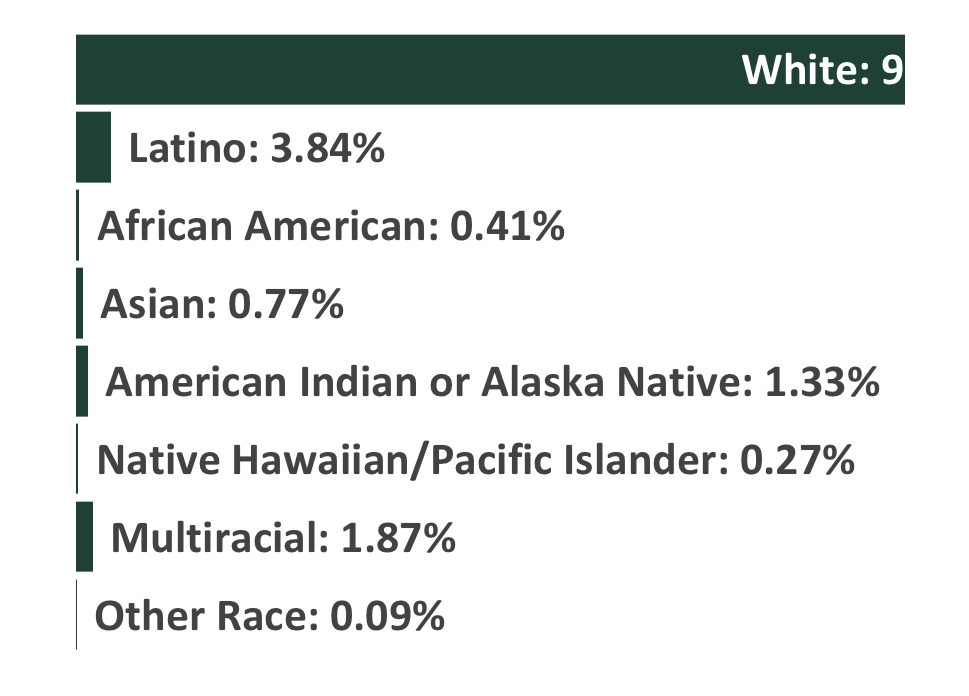 White: 9
Latino: 3.84%
African American: 0.41%
Asian: 0.77%
American Indian or Alaska Native: 1.33%
Native Hawaiian/Pacific Islander: 0.27%
Multiracial: 1.87%
Other Race: 0.09%